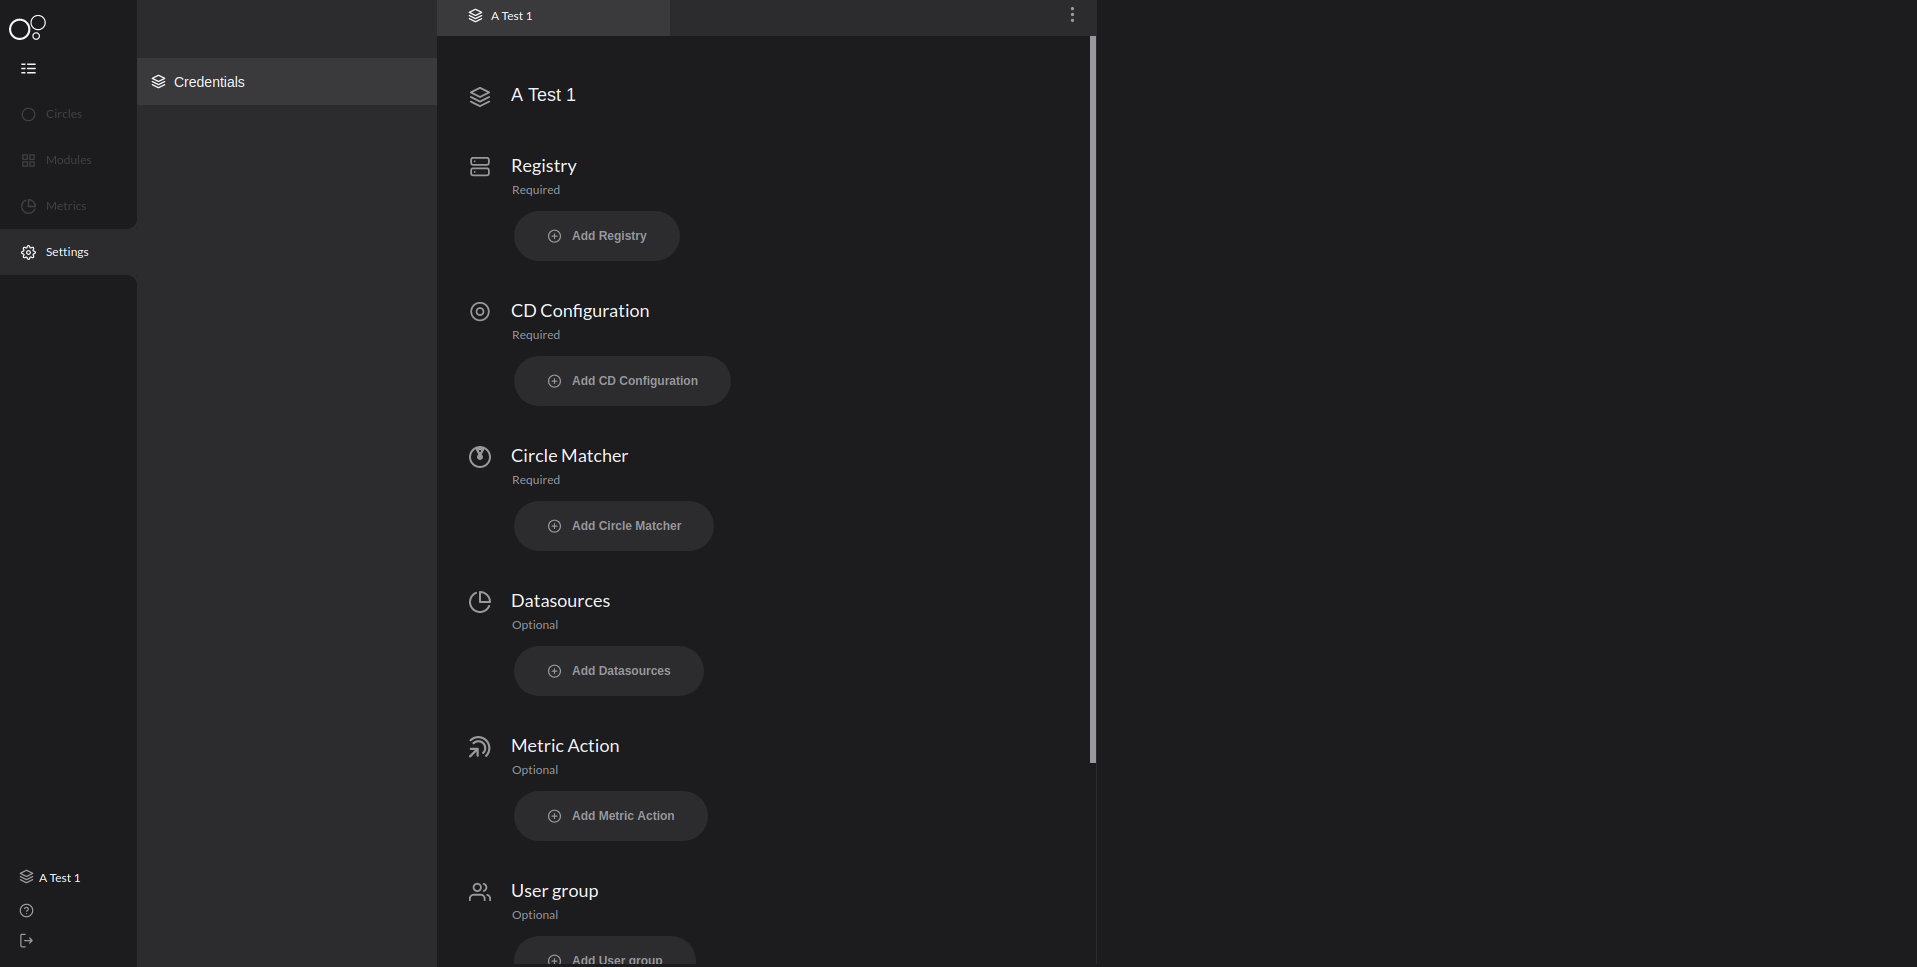 Circles
Modules
Metrics
Settings
A Test 1
Credentials
A Test 1
A Test 1
Registry
Required
Add Registry
CD Configuration
Required
Add CD Configuration
Circle Matcher
Required
Add Circle Matcher
Datasources
Optional
Add Datasources
Metric Action
Optional
Add Metric Action
User group
Optional
Add User group